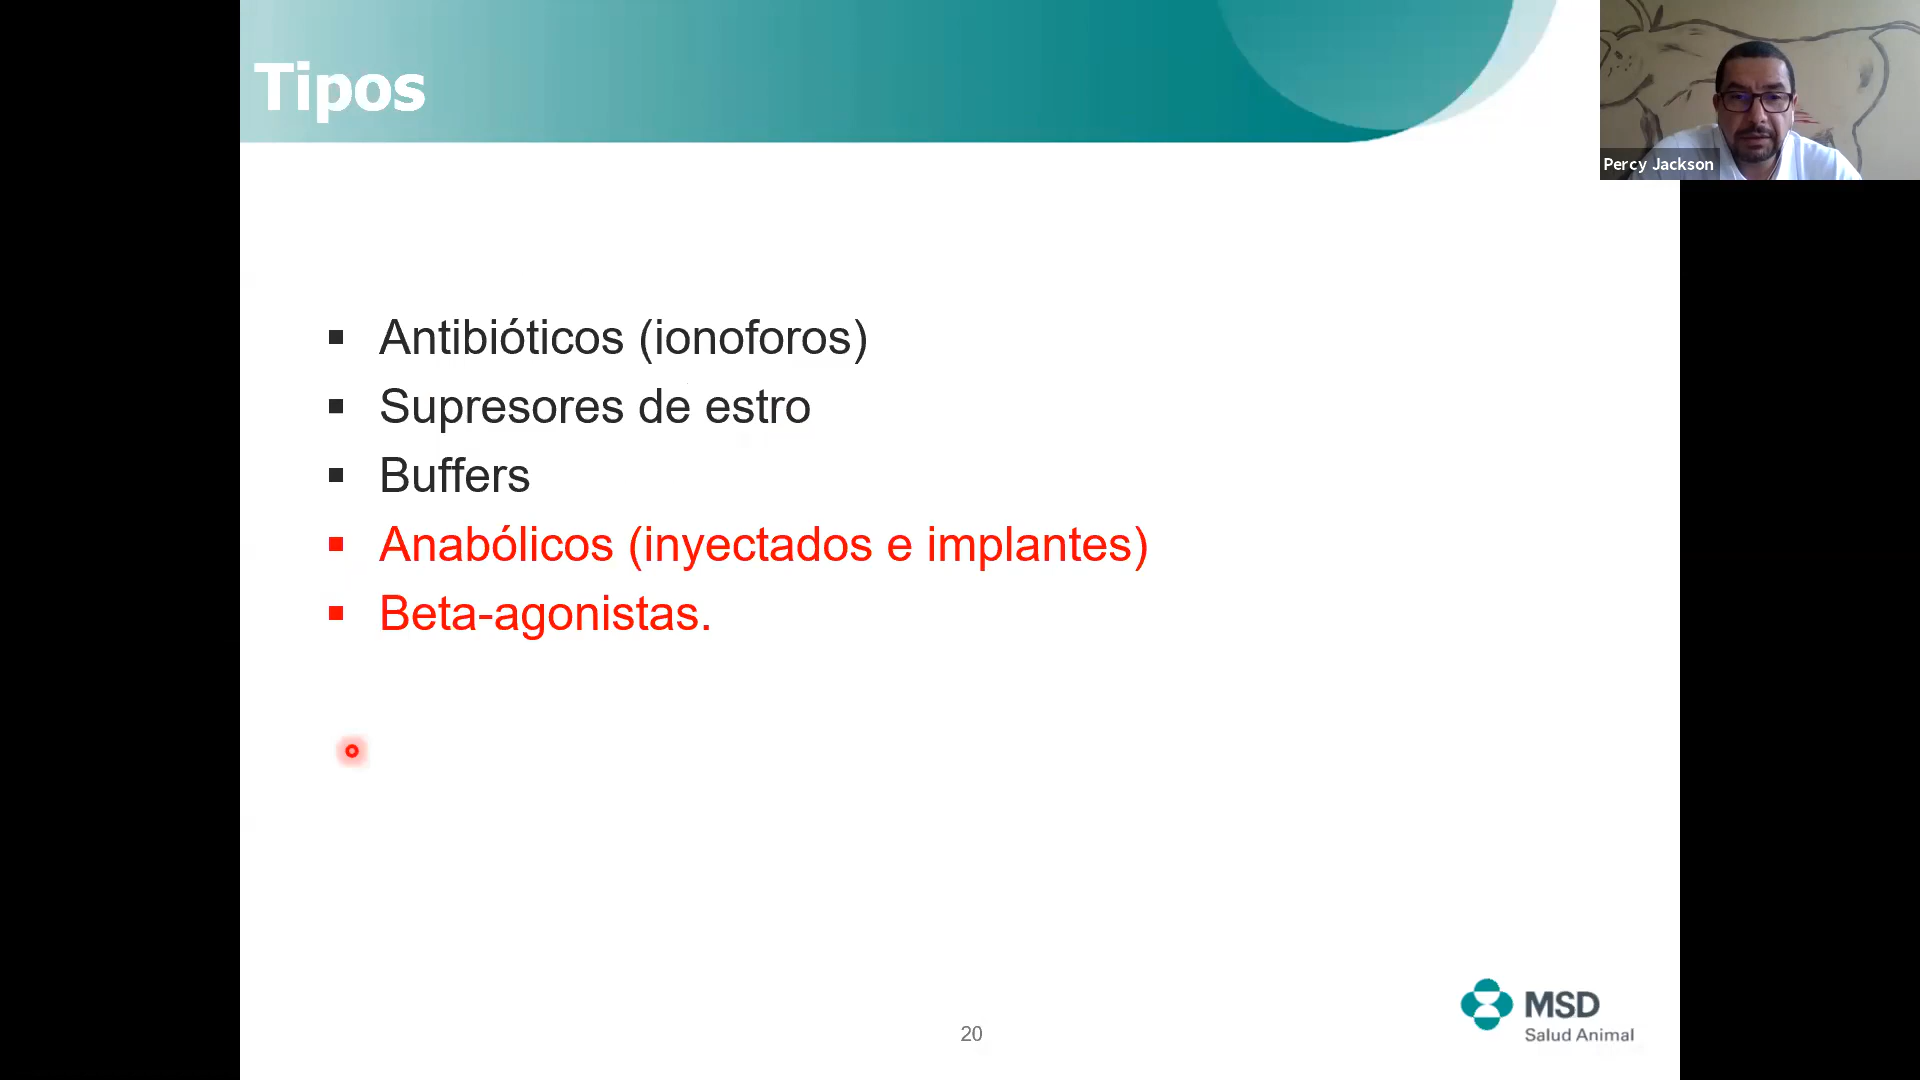 Tipos
Percy Jackson
▪ Antibióticos (ionoforos)
▪ Supresores de estro
▪ Buffers
▪ Anabólicos (inyectados e implantes)
▪ Beta-agonistas.
20
MSD
Salud Animal